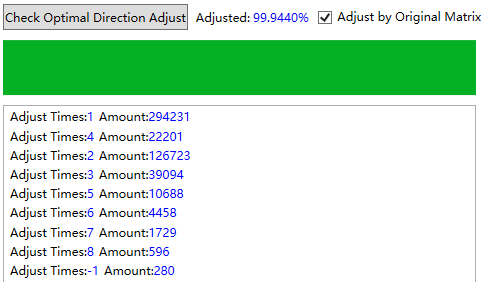 Check Optimal Direction Adjust Adjusted: 99.9440% Adjust by Original Matrix
Adjust Times:1 Amount:294231
Adjust Times:4 Amount:22201
Adjust Times:2 Amount:126723
Adjust Times:3 Amount:39094
Adjust Times:5 Amount:10688
Adjust Times:6 Amount:4458
Adjust Times:7 Amount:1729
Adjust Times:8 Amount:596
Adjust Times:-1 Amount:280